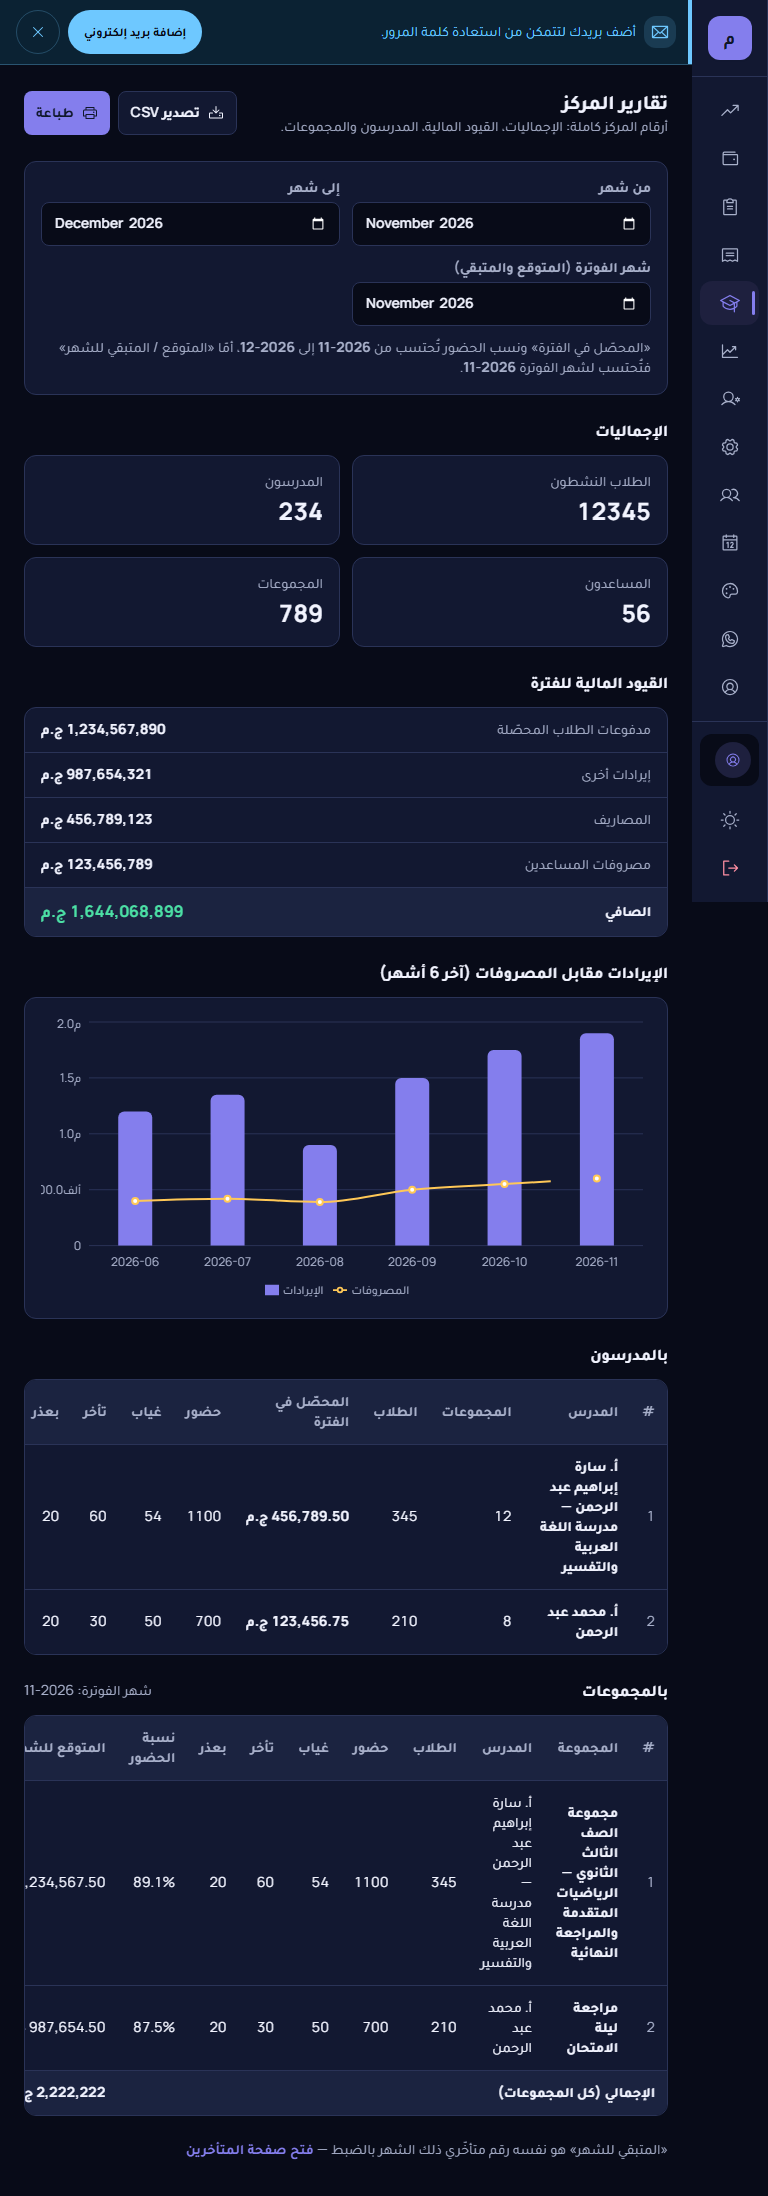 م
أضف بريدك لتتمكن من استعادة كلمة المرور.
إضافة بريد إلكتروني
تقارير المركز
أرقام المركز كاملة: الإجماليات، القيود المالية، المدرسون والمجموعات.
تصدير CSV
طباعة
من شهر
إلى شهر
November 2026
December 2026
شهر الفوترة (المتوقع والمتبقي)
November 2026
«المحصّل في الفترة» ونسب الحضور تُحتسب من 2026-11 إلى 2026-12. أمّا «المتوقع / المتبقي للشهر»
فتُحتسب لشهر الفوترة 2026-11.
الإجماليات
الطلاب النشطون
12345
المدرسون
234
المساعدون
56
المجموعات
789
القيود المالية للفترة
مدفوعات الطلاب المحصّلة
1,234,567,890 ج.م
إيرادات أخرى
987,654,321 ج.م
المصاريف
456,789,123 ج.م
مصروفات المساعدين
123,456,789 ج.م
الصافي
1,644,068,899 ج.م
الإيرادات مقابل المصروفات (آخر 6 أشهر)
2.0م
1.5م
1.0م
00.0ألف
0
2026-06 2026-07 2026-08 2026-09 2026-10 2026-11
الإيرادات
المصروفات
بالمدرسون
# المدرس المجموعات الطلاب المحصّل في الفترة حضور غياب تأخر بعذر
1 أ. سارة إبراهيم عبد الرحمن — مدرسة اللغة العربية والتفسير 12 345 456,789.50 ج.م 1100 54 60 20
2 أ. محمد عبد الرحمن 8 210 123,456.75 ج.م 700 50 30 20
بالمجموعات
شهر الفوترة: 2026-11
# المجموعة المدرس الطلاب حضور غياب تأخر بعذر نسبة الحضور المتوقع
1 مجموعة الصف الثالث الثانوي — الرياضيات المتقدمة والمراجعة النهائية أ. سارة إبراهيم عبد الرحمن — مدرسة اللغة العربية والتفسير 345 1100 54 60 20 89.1% ,234,567.50
2 مراجعة ليلة الامتحان أ. محمد عبد الرحمن 210 700 50 30 20 87.5% 987,654.50
الإجمالي (كل المجموعات) 2,222,222
«المتبقي للشهر» هو نفسه رقم متأخّري ذلك الشهر بالضبط — فتح صفحة المتأخرين